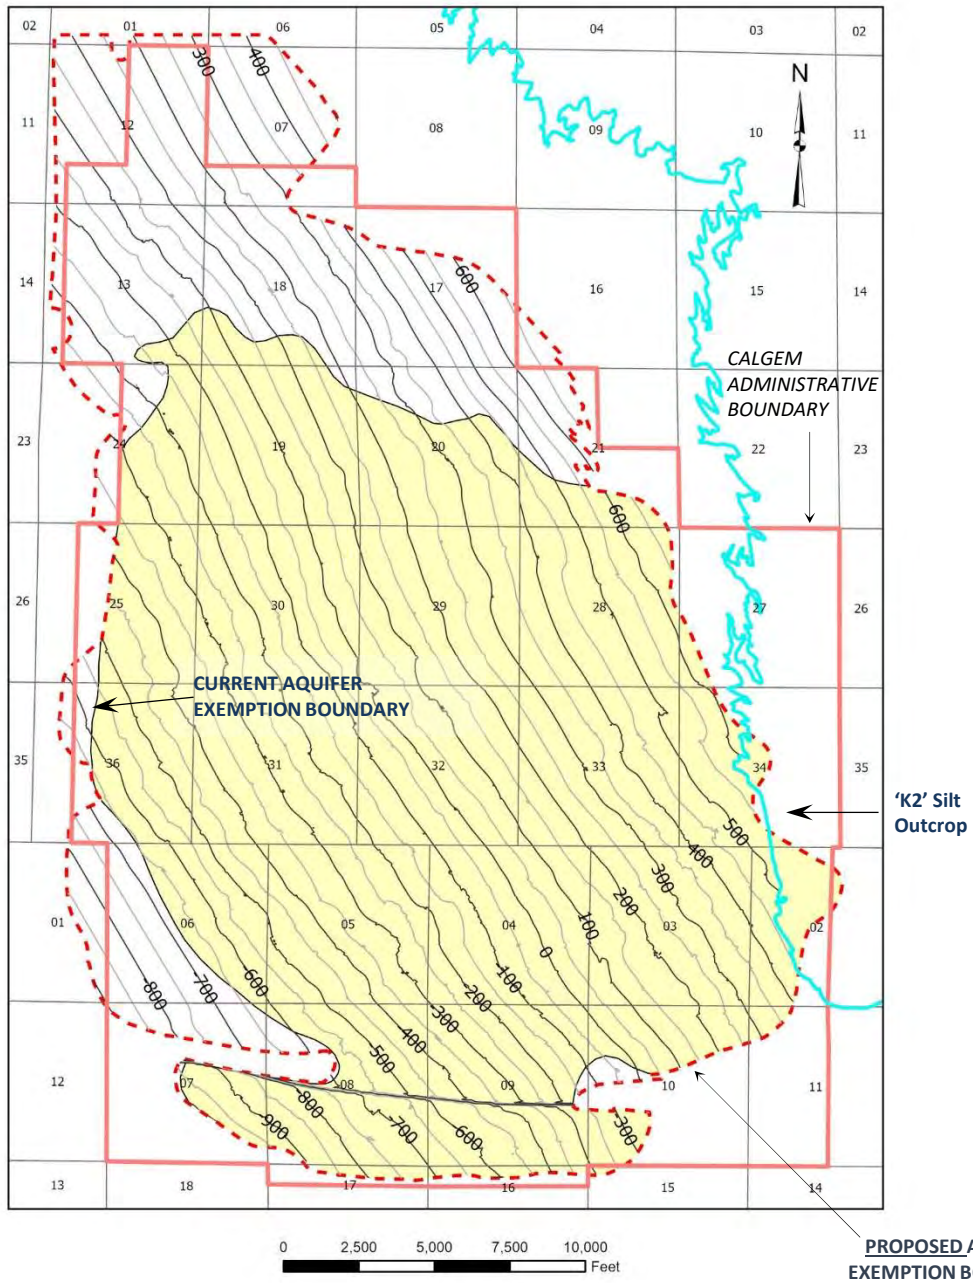 02 01 06 05 04 03 02
300 400
N
11 12 07 08 09 10 11
14 13 18 17 16 15 14
600
CALGEM
ADMINISTRATIVE
BOUNDARY
23 24 19 20 21 22 23
600
26 25 30 29 28 27 26
CURRENT AQUIFER
EXEMPTION BOUNDARY
35 36 31 32 33 34 35
'K2' Silt
Outcrop
500
400
300
200
100
0
01 06 05 04 03 02
-100
-200
-300
-400
-500
-600
-700
-800
12 07 08 09 10 11
-900
-800
-700
-600
-300
13 18 17 16 15 14
0 2,500 5,000 7,500 10,000
Feet
PROPOSED A
EXEMPTION B